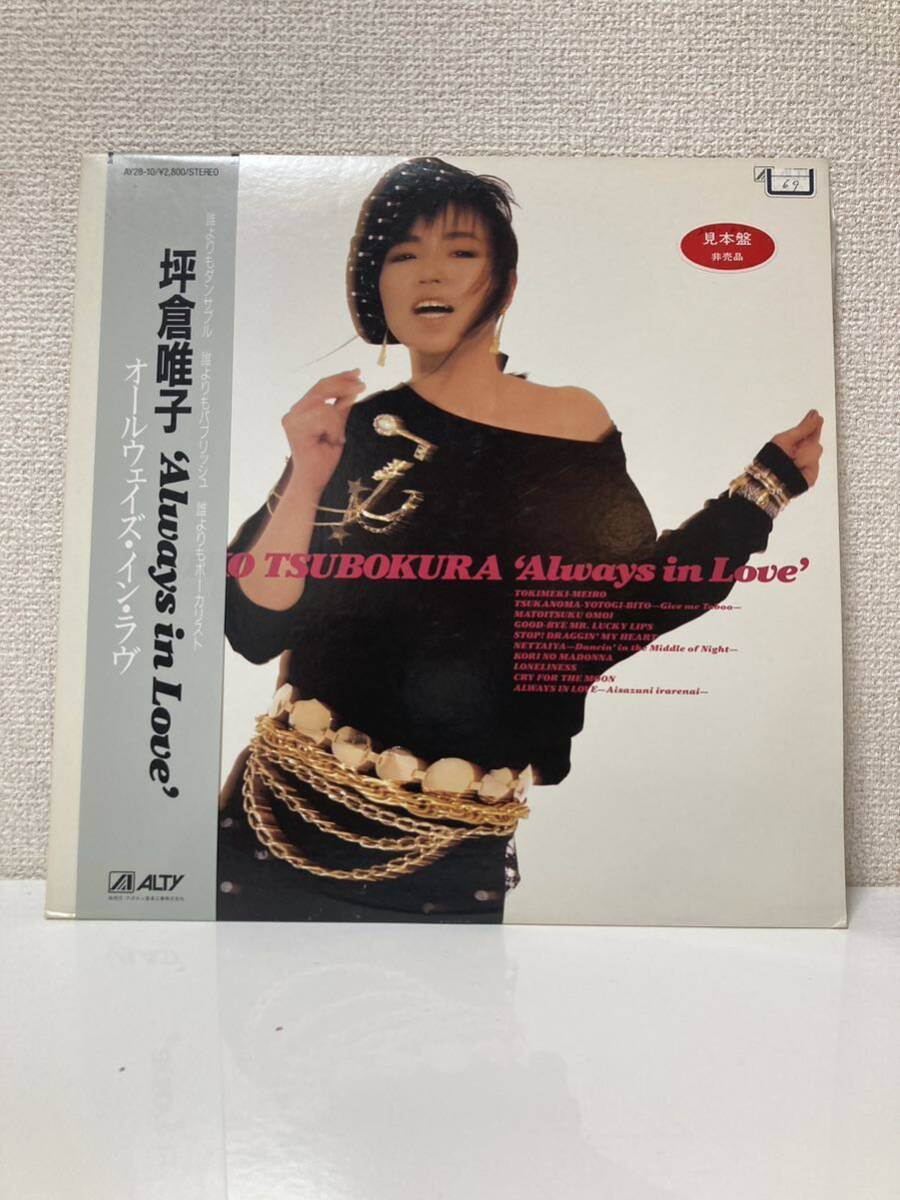 AY28-10/¥2,800/STEREO
誰よりもダンサブル 誰よりもパブリッシュ 誰よりもボーカリスト
坪倉唯子 'Always in Love'
オールウェイズ・イン・ラヴ
ALTY
69
見本盤
非売品
KO TSUBOKURA 'Always in Love'
TOKIMEKI-MEIRO
TSUKANOMA-YOTOGI-BITO—Give me Taboo—
MATOITSUKU OMOI
GOOD-BYE MR. LUCKY LIPS
STOP! DRAGGIN' MY HEART
NETTAIYA—Dancin' in the Middle of Night—
KORI NO MADONNA
LONELINESS
CRY FOR THE MOON
ALWAYS IN LOVE—Aisazuni irarenai—